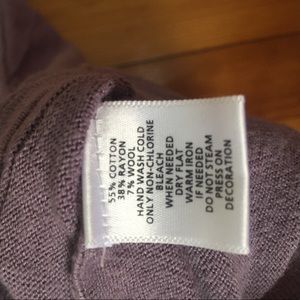 55% COTTON
38% RAYON
7% WOOL
HAND WASH COLD
ONLY NON-CHLORINE
BLEACH
WHEN NEEDED
DRY FLAT
WARM IRON
IF NEEDED
DO NOT STEAM
PRESS ON
DECORATION